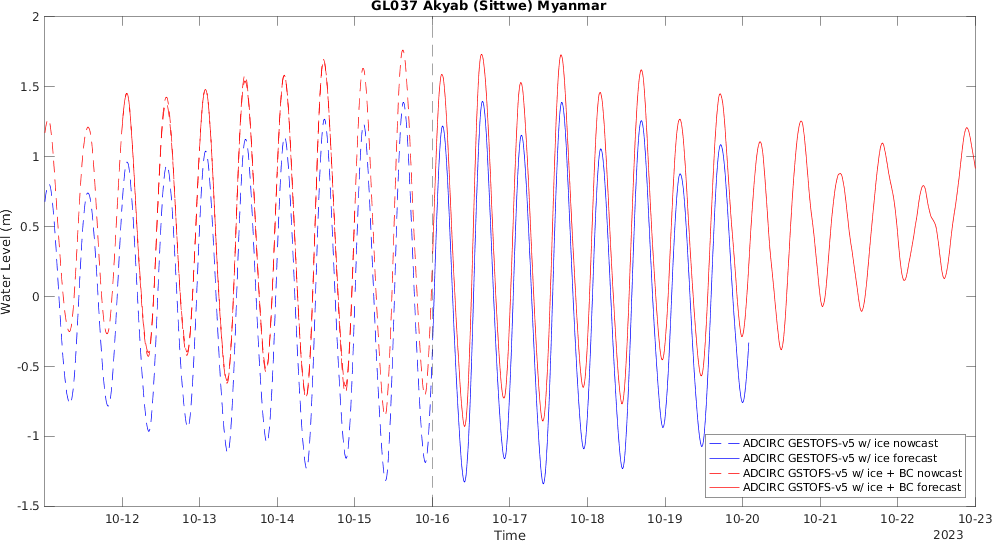 GL037 Akyab (Sittwe) Myanmar
2
1.5
1
0.5
0
-0.5
-1
-1.5
Water Level (m)
ADCIRC GESTOFS-v5 w/ ice nowcast
ADCIRC GESTOFS-v5 w/ ice forecast
ADCIRC GSTOFS-v5 w/ ice + BC nowcast
ADCIRC GSTOFS-v5 w/ ice + BC forecast
10-12 10-13 10-14 10-15 10-16 10-17 10-18 10-19 10-20 10-21 10-22 10-23
Time
2023